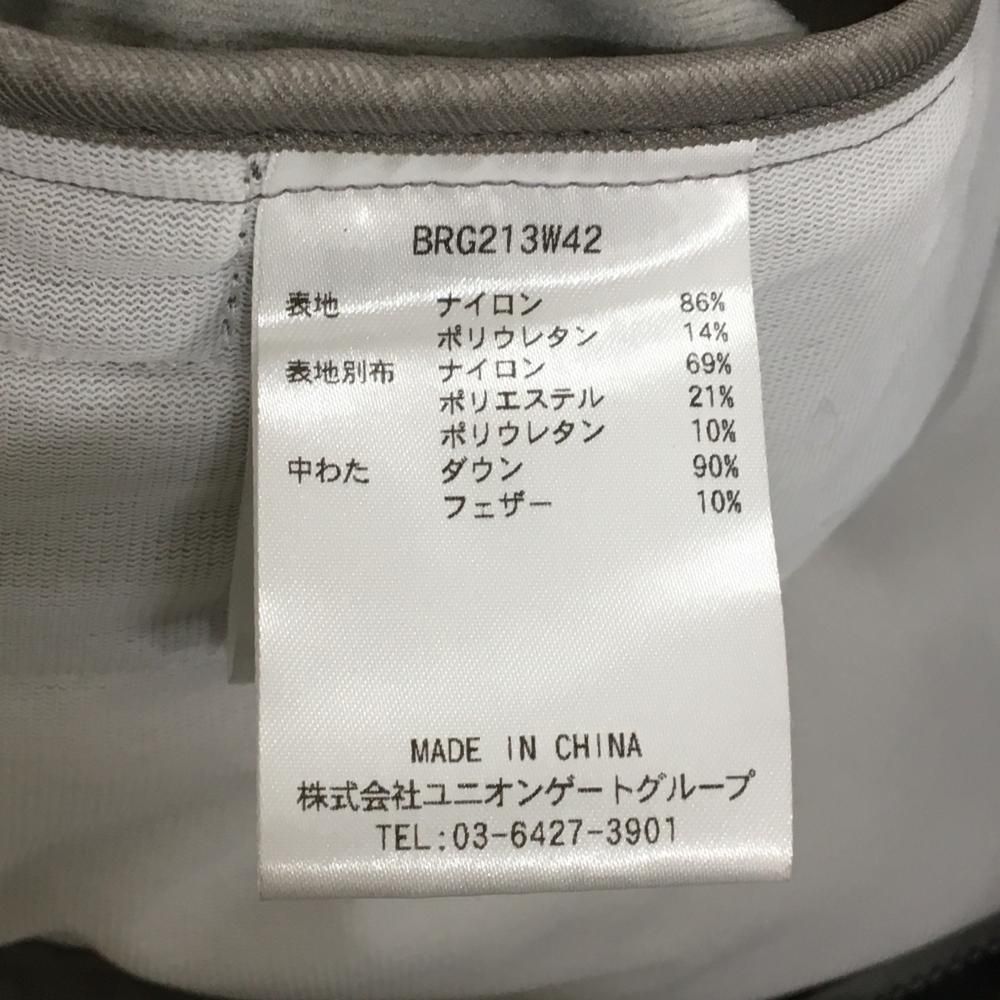 BRG213W42
表地 ナイロン 86%
ポリウレタン 14%
表地別布 ナイロン 69%
ポリエステル 21%
ポリウレタン 10%
中わた ダウン 90%
フェザー 10%
MADE IN CHINA
株式会社ユニオンゲートグループ
TEL:03-6427-3901